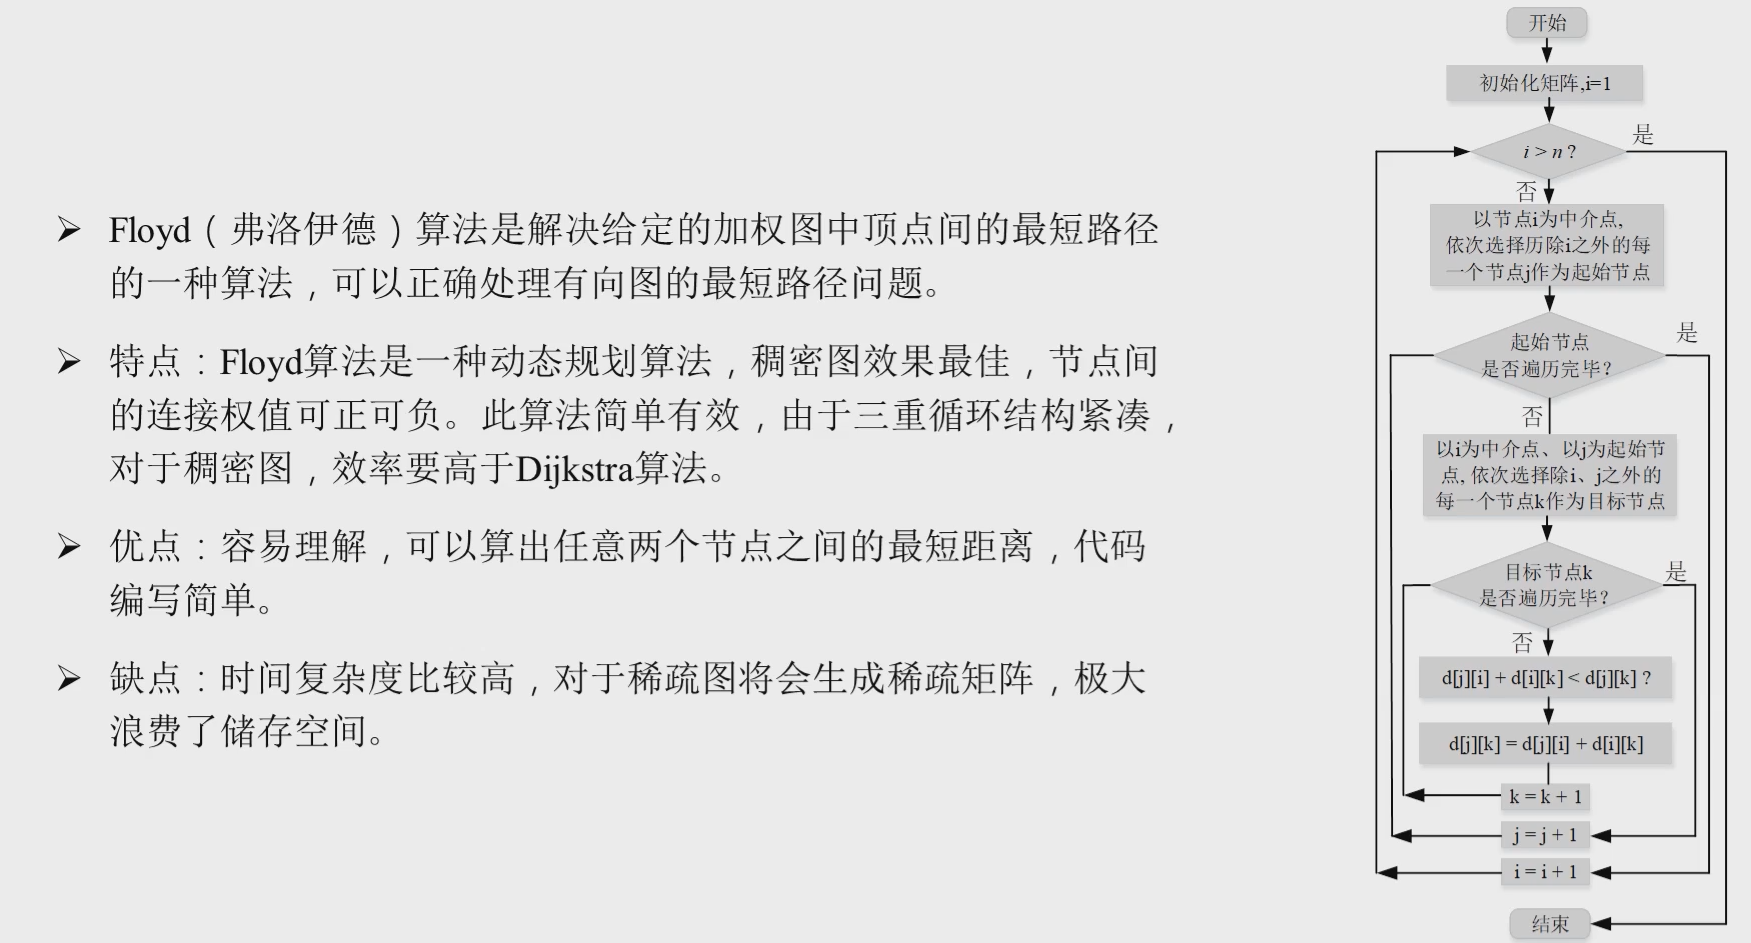 Floyd（弗洛伊德）算法是解决给定的加权图中顶点间的最短路径
的一种算法，可以正确处理有向图的最短路径问题。
特点：Floyd算法是一种动态规划算法，稠密图效果最佳，节点间
的连接权值可正可负。此算法简单有效，由于三重循环结构紧凑，
对于稠密图，效率要高于Dijkstra算法。
优点：容易理解，可以算出任意两个节点之间的最短距离，代码
编写简单。
缺点：时间复杂度比较高，对于稀疏图将会生成稀疏矩阵，极大
浪费了储存空间。
开始
初始化矩阵,i=1
i > n ?
是
否
以节点i为中介点,
依次选择历除i之外的每
一个节点j作为起始节点
起始节点
是否遍历完毕?
是
否
以i为中介点、以j为起始节
点, 依次选择除i、j之外的
每一个节点k作为目标节点
目标节点k
是否遍历完毕?
是
否
d[j][i] + d[i][k] < d[j][k] ?
d[j][k] = d[j][i] + d[i][k]
k = k + 1
j = j + 1
i = i + 1
结束